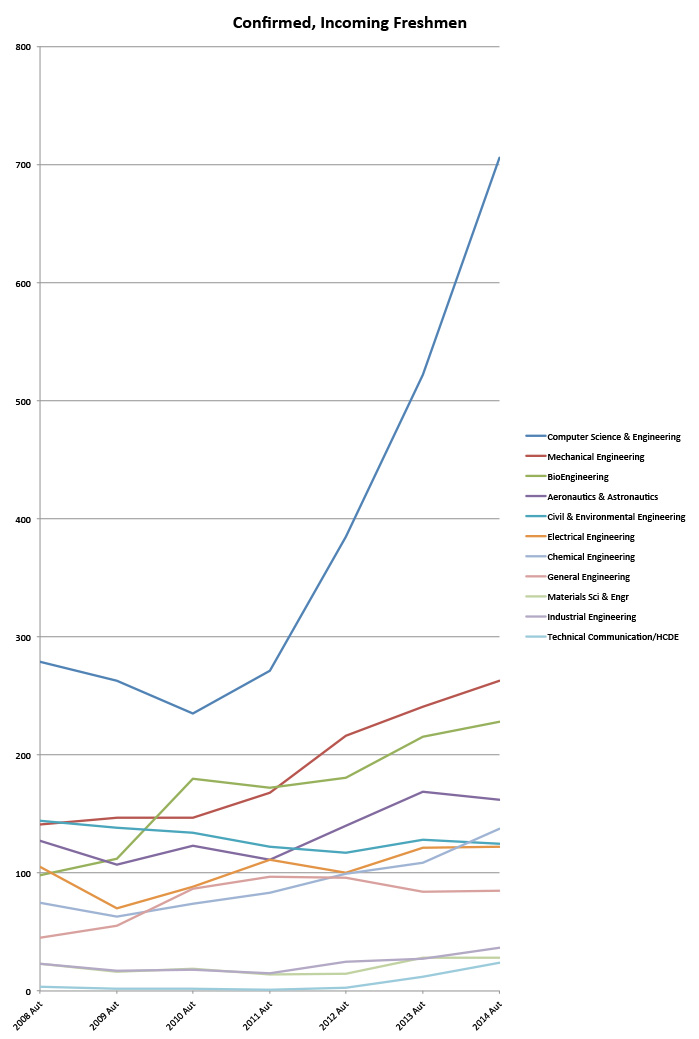 Confirmed, Incoming Freshmen
800
700
600
500
400
300
200
100
0
2008 Aut
2009 Aut
2010 Aut
2011 Aut
2012 Aut
2013 Aut
2014 Aut
Computer Science & Engineering
Mechanical Engineering
BioEngineering
Aeronautics & Astronautics
Civil & Environmental Engineering
Electrical Engineering
Chemical Engineering
General Engineering
Materials Sci & Engr
Industrial Engineering
Technical Communication/HCDE